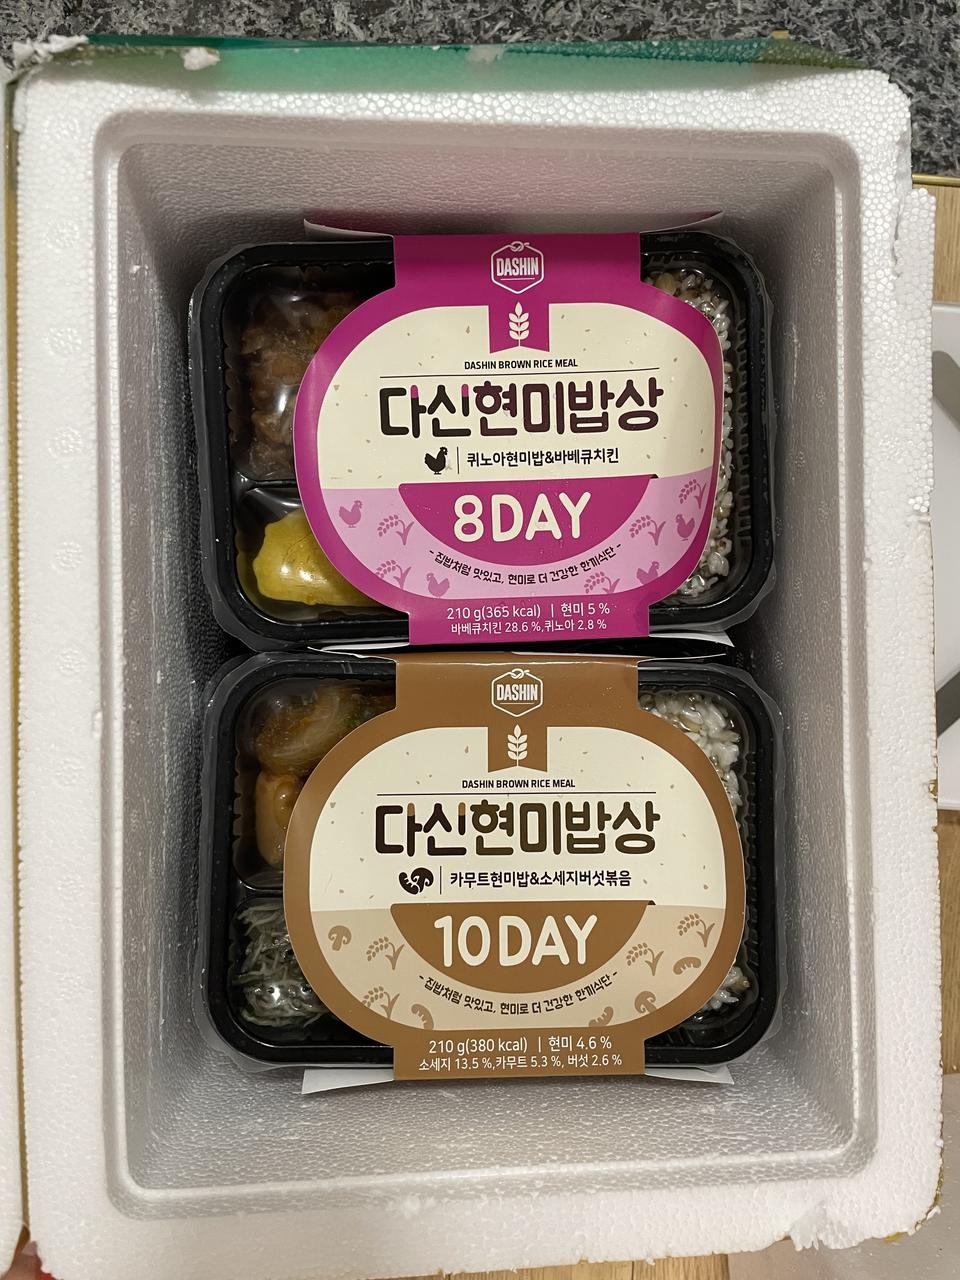 DASHIN
DASHIN BROWN RICE MEAL
다신현미밥상
퀴노아현미밥&바베큐치킨
8DAY
- 집밥처럼 맛있고, 현미로 더 건강한 한끼식단 -
210 g(365 kcal) | 현미 5 %
바베큐치킨 28.6 %,퀴노아 2.8 %
DASHIN
DASHIN BROWN RICE MEAL
다신현미밥상
카무트현미밥&소세지버섯볶음
10DAY
- 집밥처럼 맛있고, 현미로 더 건강한 한끼식단 -
210 g(380 kcal) | 현미 4.6 %
소세지 13.5 %,카무트 5.3 %, 버섯 2.6 %